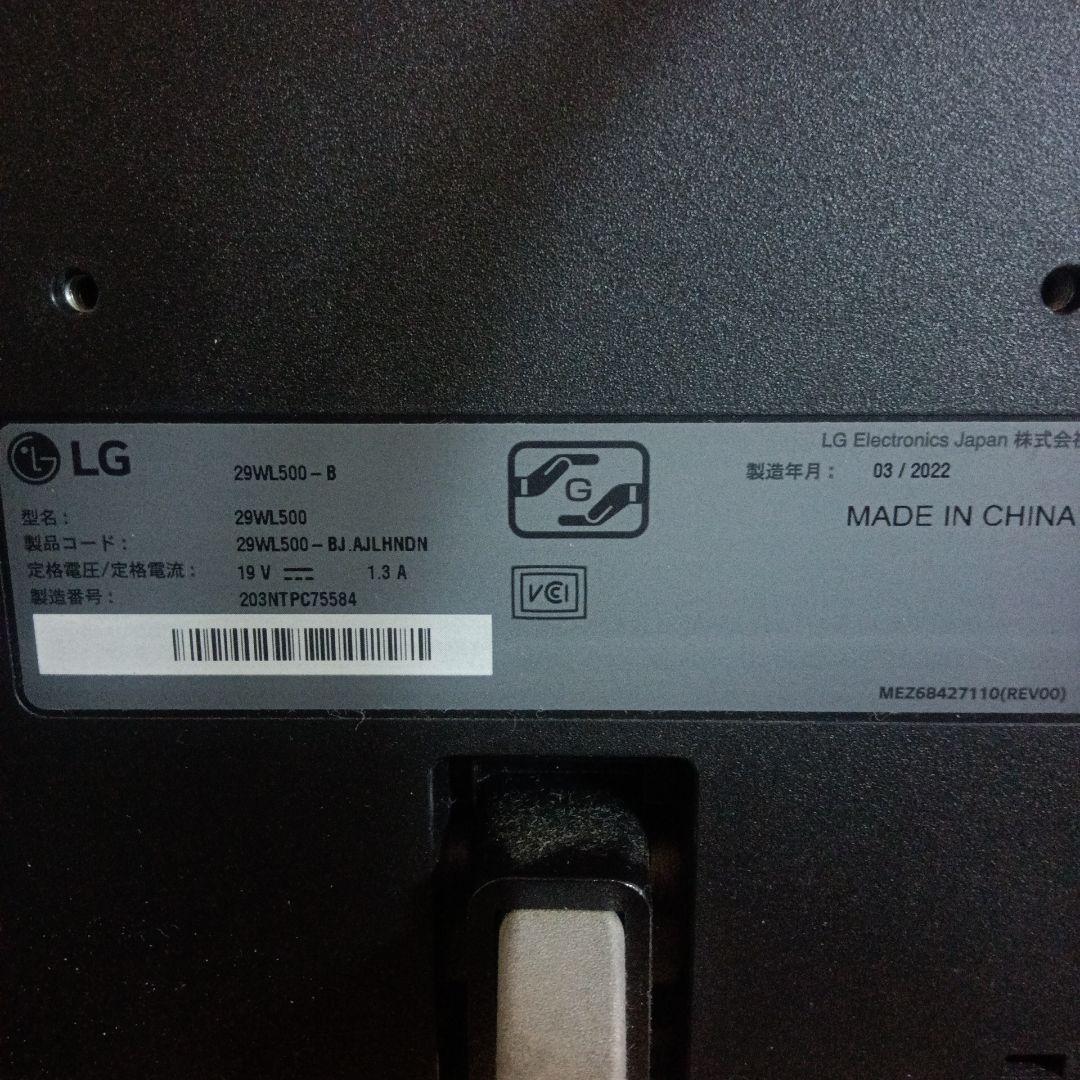 LG
29WL500-B
型名: 29WL500
製品コード: 29WL500-BJ.AJLHNDN
定格電圧/定格電流: 19 V 1.3 A
製造番号: 203NTPC75584
G
VCCI
LG Electronics Japan 株式会社
製造年月: 03/2022
MADE IN CHINA
MEZ68427110(REV00)